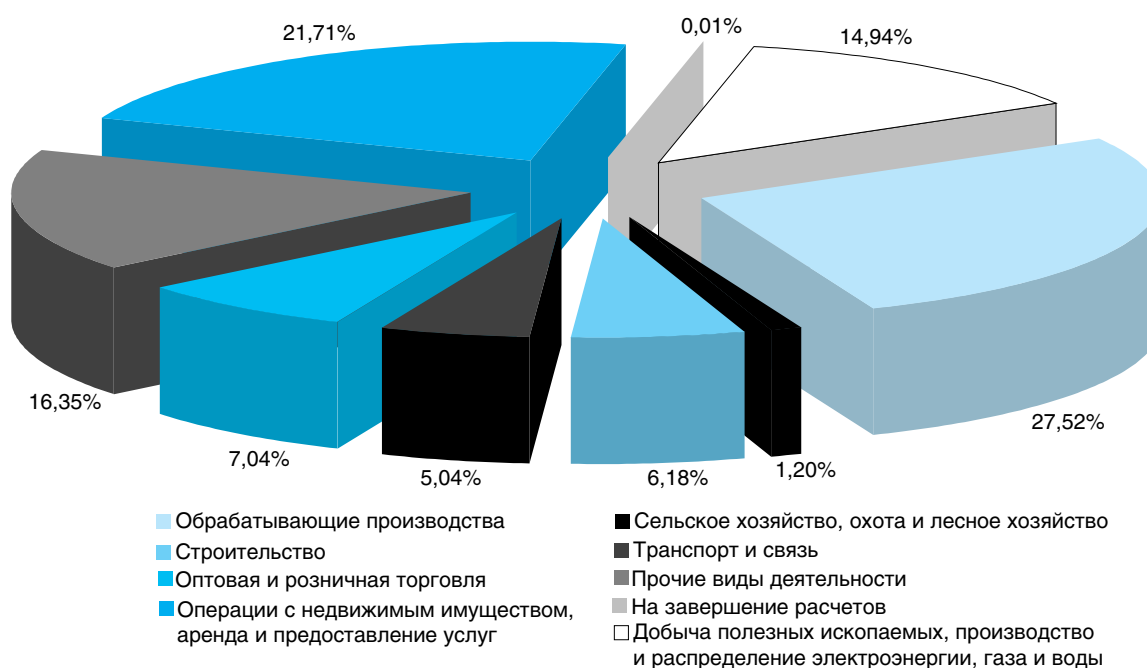 21,71%
0,01%
14,94%
16,35%
7,04%
5,04%
6,18%
1,20%
27,52%
Обрабатывающие производства
Строительство
Оптовая и розничная торговля
Операции с недвижимым имуществом,
аренда и предоставление услуг
Сельское хозяйство, охота и лесное хозяйство
Транспорт и связь
Прочие виды деятельности
На завершение расчетов
Добыча полезных ископаемых, производство
и распределение электроэнергии, газа и воды